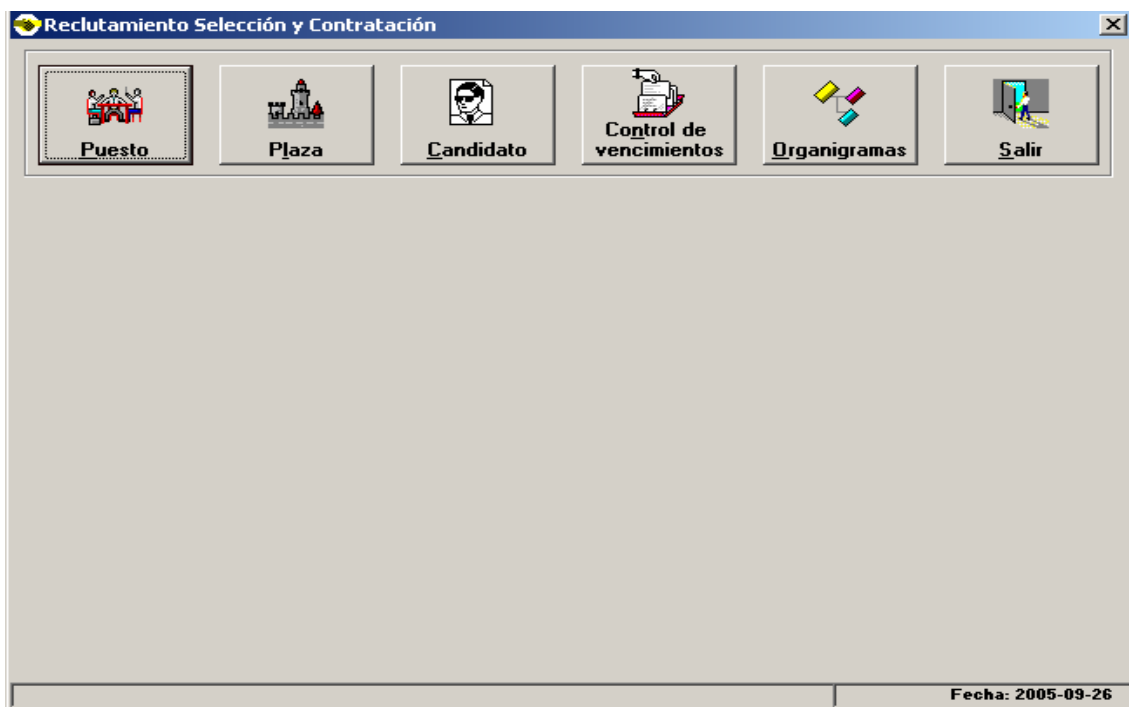 Reclutamiento Selección y Contratación
Puesto
Plaza
Candidato
Control de
vencimientos
Organigramas
Salir
Fecha: 2005-09-26